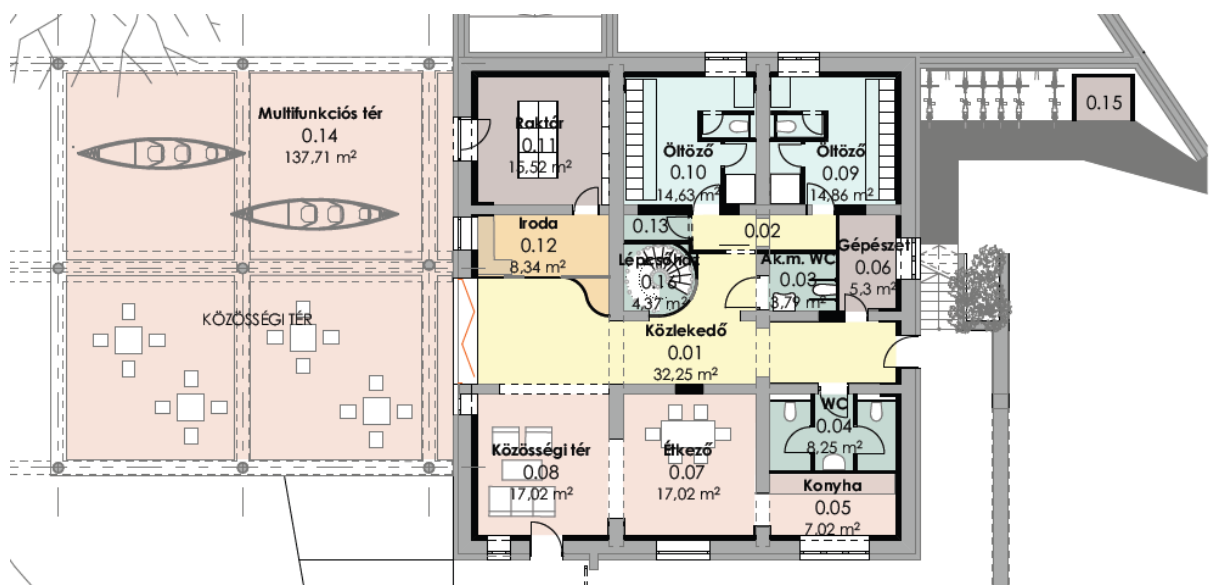 Multifunkciós tér
0.14
137,71 m²
Raktár
0.11
15,52 m²
Öltöző
0.10
14,63 m²
Öltöző
0.09
14,86 m²
0.15
Iroda
0.12
8,34 m²
0.13
0.02
Gépészet
0.06
5,3 m²
Lépcsőház
0.16
4,37 m²
Ak.m. WC
0.03
3,79 m²
KÖZÖSSÉGI TÉR
Közlekedő
0.01
32,25 m²
WC
0.04
8,25 m²
Közösségi tér
0.08
17,02 m²
Étkező
0.07
17,02 m²
Konyha
0.05
7,02 m²